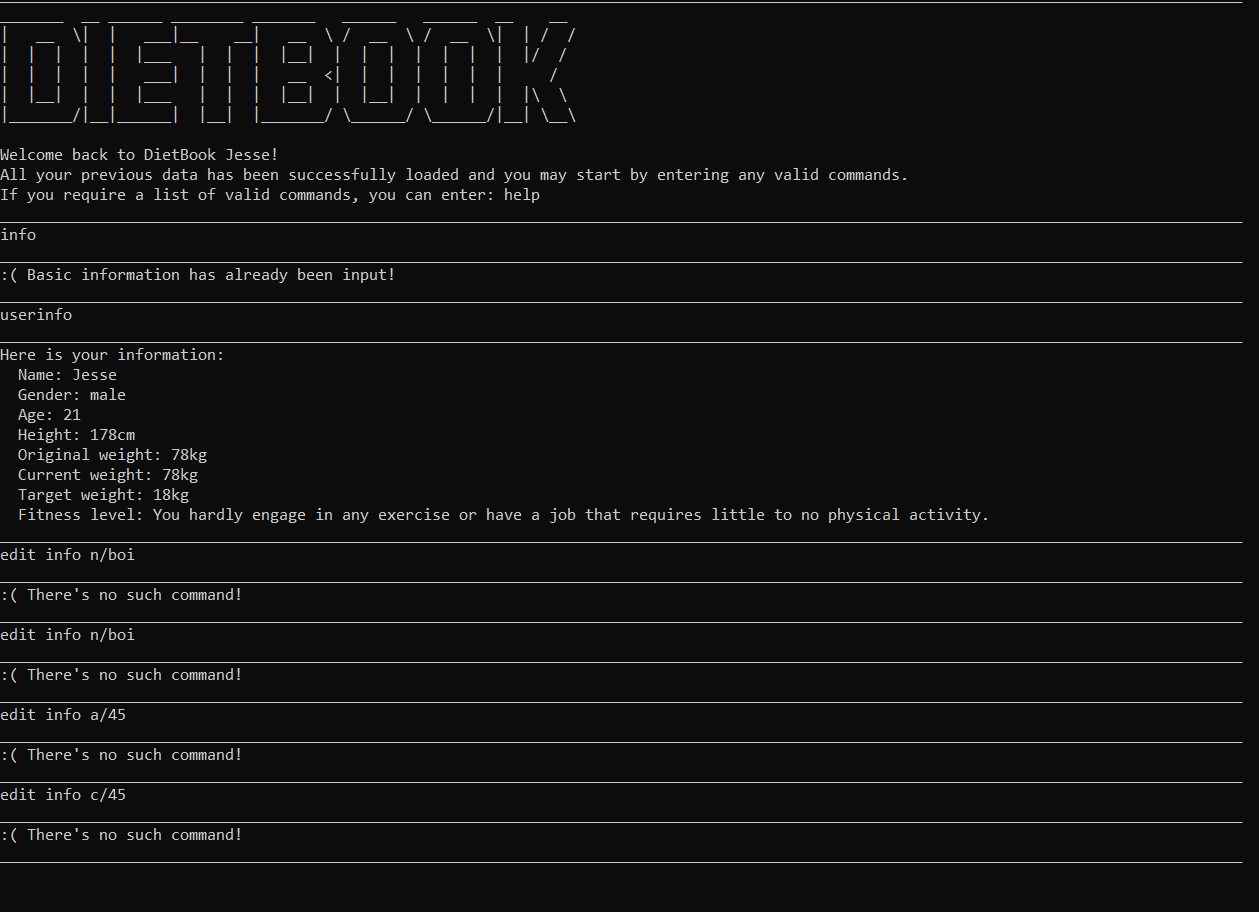 DIETBOOK
Welcome back to DietBook Jesse!
All your previous data has been successfully loaded and you may start by entering any valid commands.
If you require a list of valid commands, you can enter: help
info
:( Basic information has already been input!
userinfo
Here is your information:
Name: Jesse
Gender: male
Age: 21
Height: 178cm
Original weight: 78kg
Current weight: 78kg
Target weight: 18kg
Fitness level: You hardly engage in any exercise or have a job that requires little to no physical activity.
edit info n/boi
:( There's no such command!
edit info n/boi
:( There's no such command!
edit info a/45
:( There's no such command!
edit info c/45
:( There's no such command!